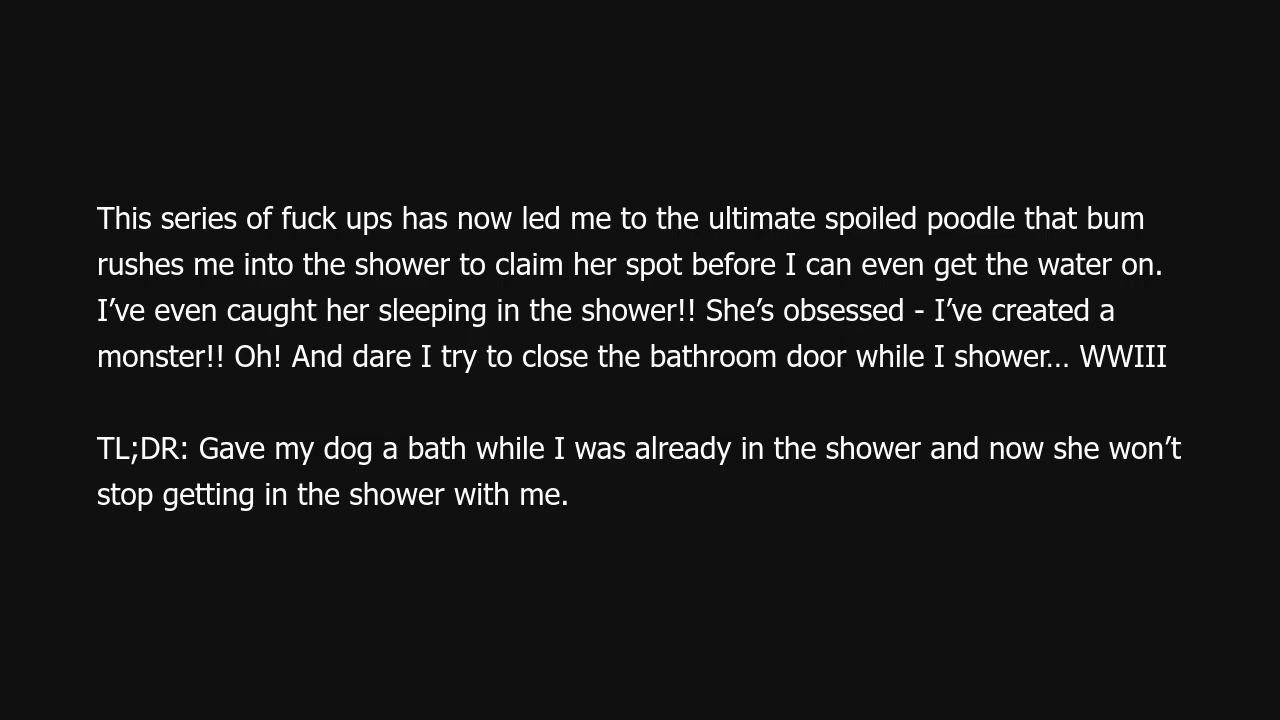 This series of fuck ups has now led me to the ultimate spoiled poodle that bum
rushes me into the shower to claim her spot before I can even get the water on.
I’ve even caught her sleeping in the shower!! She’s obsessed - I’ve created a
monster!! Oh! And dare I try to close the bathroom door while I shower... WWIII
TL;DR: Gave my dog a bath while I was already in the shower and now she won’t
stop getting in the shower with me.